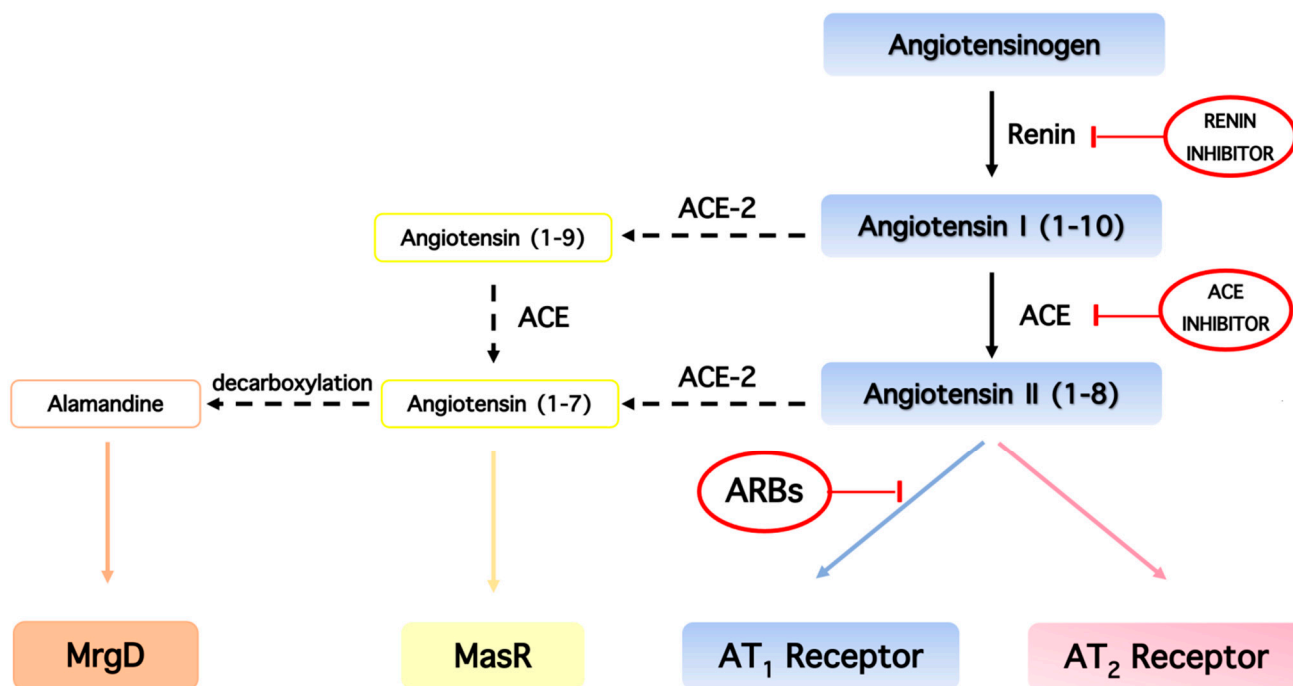 Angiotensinogen
Renin
RENIN
INHIBITOR
ACE-2
Angiotensin (1-9)
Angiotensin I (1-10)
ACE
ACE
ACE
INHIBITOR
decarboxylation
ACE-2
Alamandine
Angiotensin (1-7)
Angiotensin II (1-8)
ARBs
MrgD
MasR
AT₁ Receptor
AT₂ Receptor